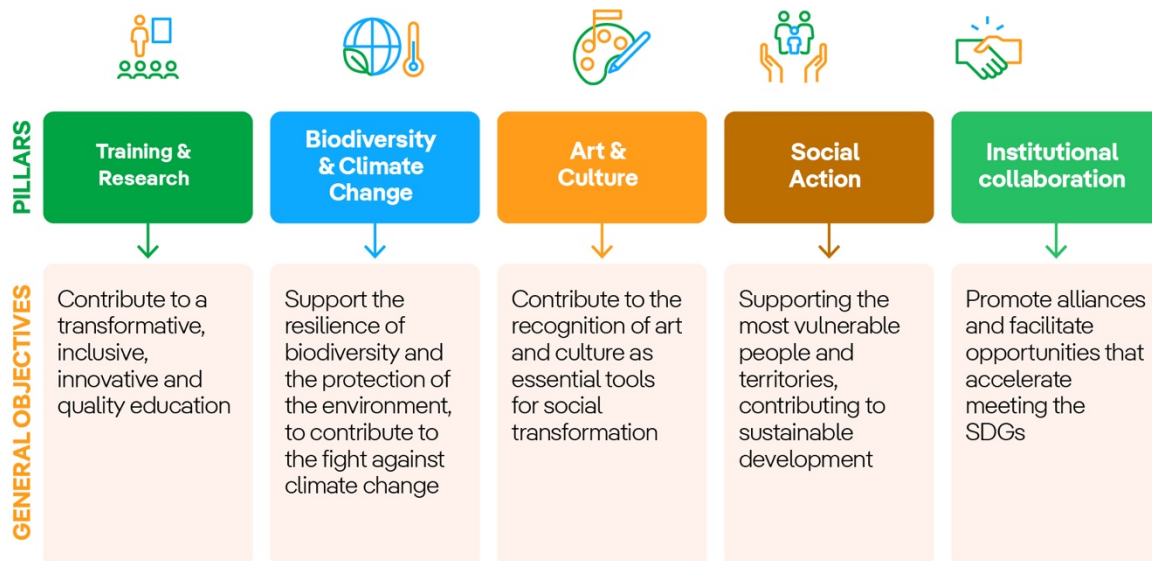 PILLARS
Training &
Research
Biodiversity
& Climate
Change
Art &
Culture
Social
Action
Institutional
collaboration
GENERAL OBJECTIVES
Contribute to a
transformative,
inclusive,
innovative and
quality education
Support the
resilience of
biodiversity and
the protection of
the environment,
to contribute to
the fight against
climate change
Contribute to the
recognition of art
and culture as
essential tools
for social
transformation
Supporting the
most vulnerable
people and
territories,
contributing to
sustainable
development
Promote alliances
and facilitate
opportunities that
accelerate
meeting the
SDGs